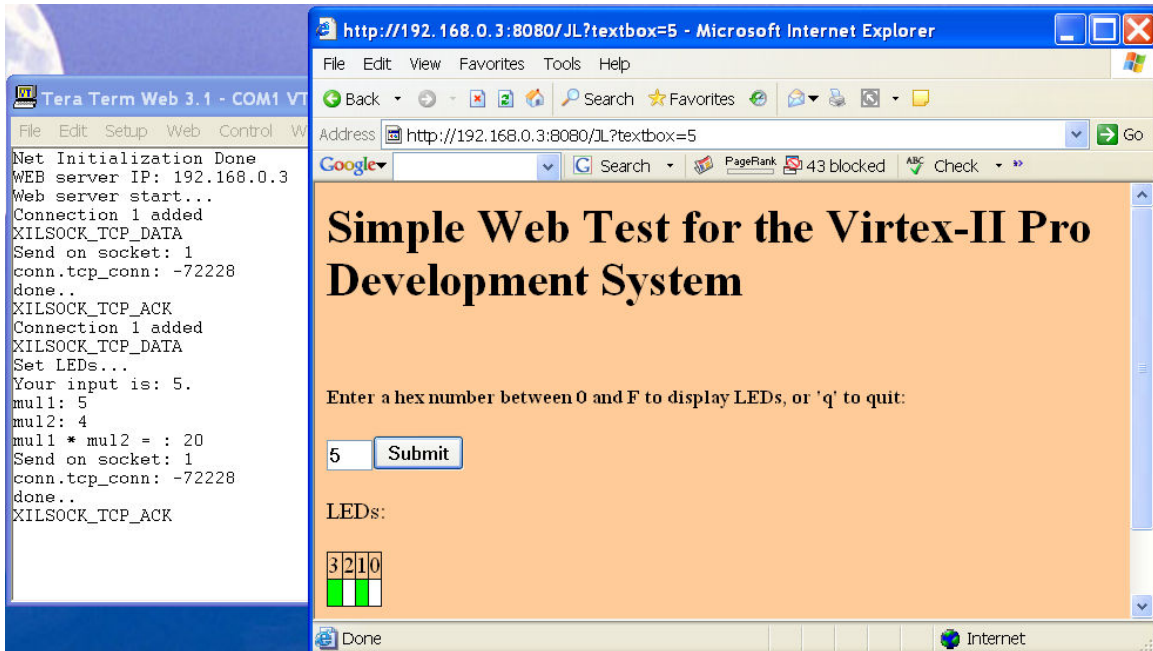 Tera Term Web 3.1 - COM1 VT
File Edit Setup Web Control W
Net Initialization Done
WEB server IP: 192.168.0.3
Web server start...
Connection 1 added
XILSOCK_TCP_DATA
Send on socket: 1
conn.tcp_conn: -72228
done..
XILSOCK_TCP_ACK
Connection 1 added
XILSOCK_TCP_DATA
Set LEDs...
Your input is: 5.
mul1: 5
mul2: 4
mul1 * mul2 = : 20
Send on socket: 1
conn.tcp_conn: -72228
done..
XILSOCK_TCP_ACK
http://192.168.0.3:8080/JL?textbox=5 - Microsoft Internet Explorer
File Edit View Favorites Tools Help
Back Search Favorites
Address http://192.168.0.3:8080/JL?textbox=5 Go
Google G Search PageRank 43 blocked ABC Check
Simple Web Test for the Virtex-II Pro
Development System
Enter a hex number between 0 and F to display LEDs, or 'q' to quit:
5 Submit
LEDs:
3 2 1 0
Done Internet